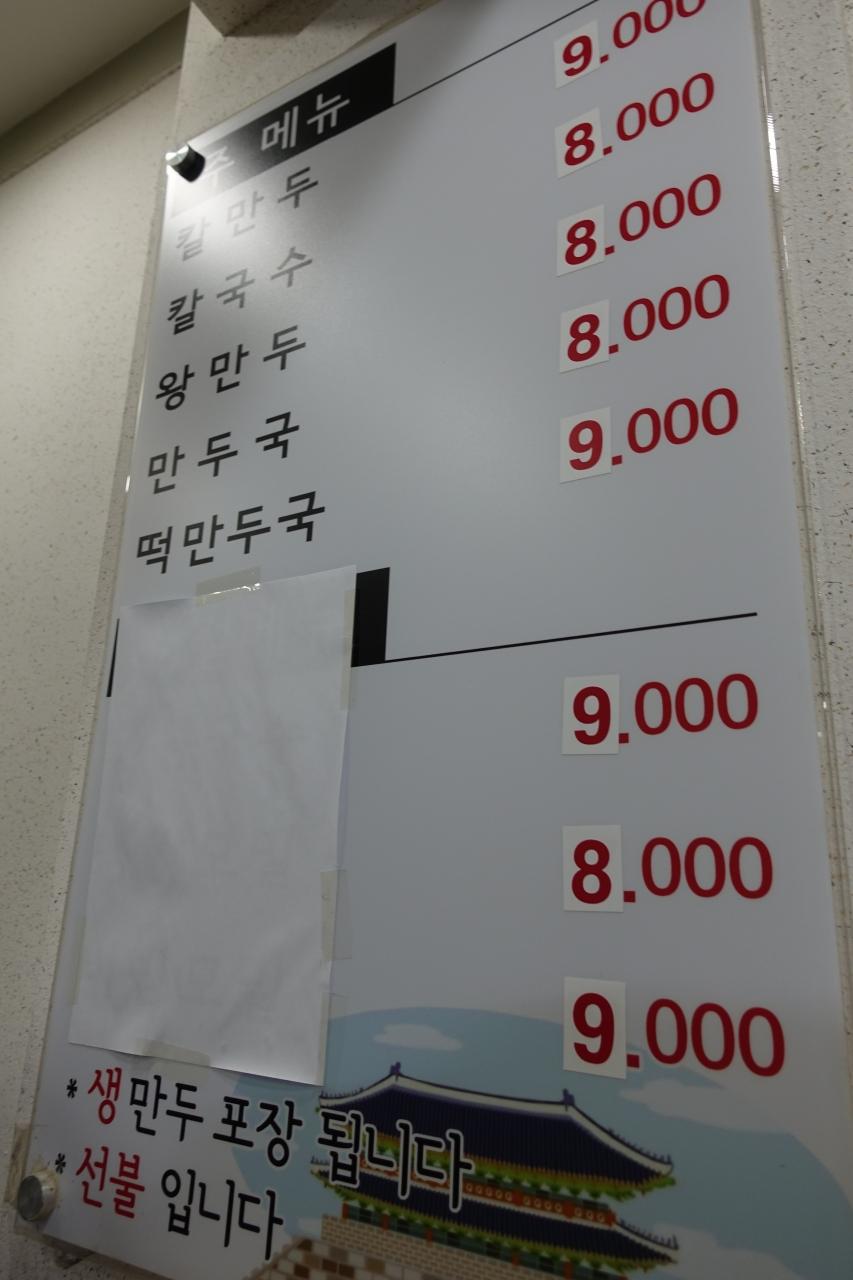 주 메뉴
칼만두 9.000
칼국수 8.000
왕만두 8.000
만두국 8.000
떡만두국 9.000
9.000
8.000
9.000
* 생만두 포장 됩니다
* 선불 입니다